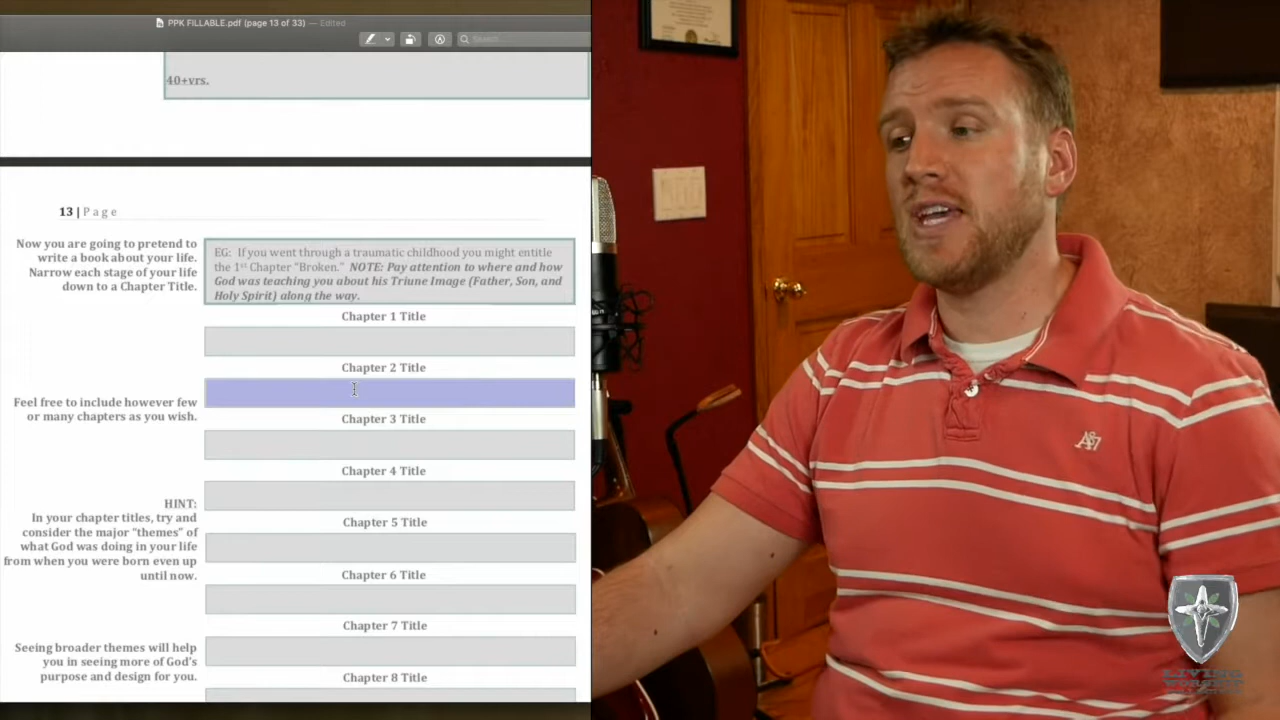 PPK FILLABLE.pdf (page 13 of 33) — Edited
Search...
40+yrs.
13 | Page
Now you are going to pretend to
write a book about your life.
Narrow each stage of your life
down to a Chapter Title.
EG: If you went through a traumatic childhood you might entitle
the 1st Chapter “Broken.” NOTE: Pay attention to where and how
God was teaching you about his Triune Image (Father, Son, and
Holy Spirit) along the way.
Chapter 1 Title
Chapter 2 Title
Feel free to include however few
or many chapters as you wish.
Chapter 3 Title
Chapter 4 Title
HINT:
In your chapter titles, try and
consider the major “themes” of
what God was doing in your life
from when you were born even up
until now.
Chapter 5 Title
Chapter 6 Title
Chapter 7 Title
Seeing broader themes will help
you in seeing more of God’s
purpose and design for you.
Chapter 8 Title
LIVING